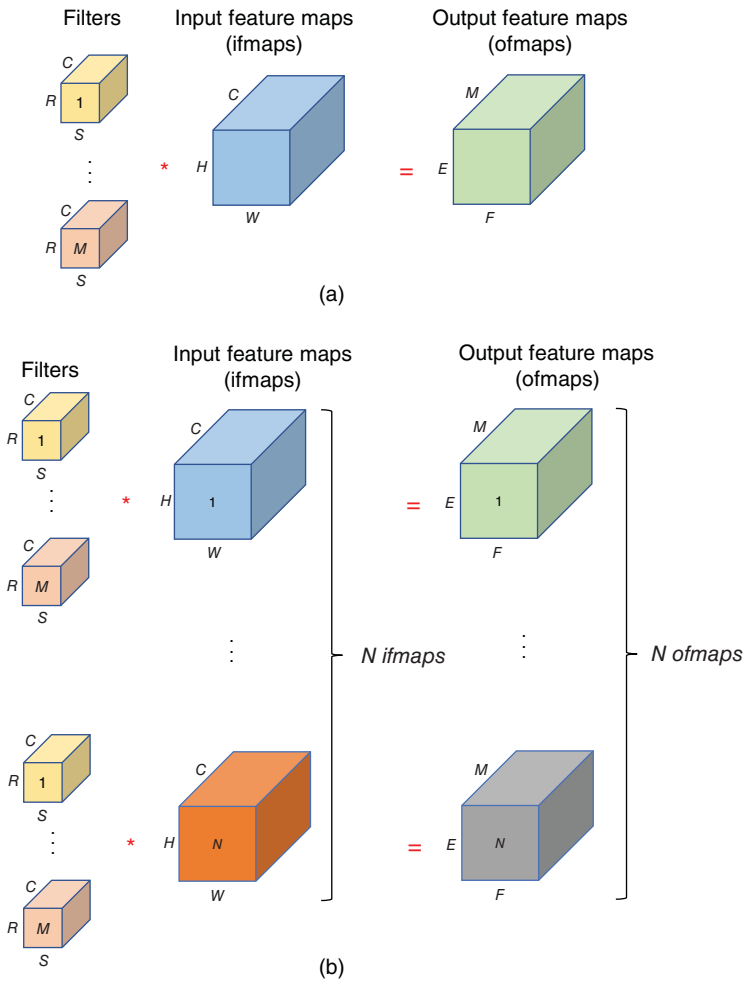 Filters
Input feature maps
(ifmaps)
Output feature maps
(ofmaps)
C
R
1
S
⋮
C
R
M
S
*
C
H
W
=
M
E
F
(a)
Filters
Input feature maps
(ifmaps)
Output feature maps
(ofmaps)
C
R
1
S
⋮
C
R
M
S
*
C
H
1
W
=
M
E
1
F
⋮
N ifmaps
⋮
N ofmaps
C
R
1
S
⋮
C
R
M
S
*
C
H
N
W
=
M
E
N
F
(b)